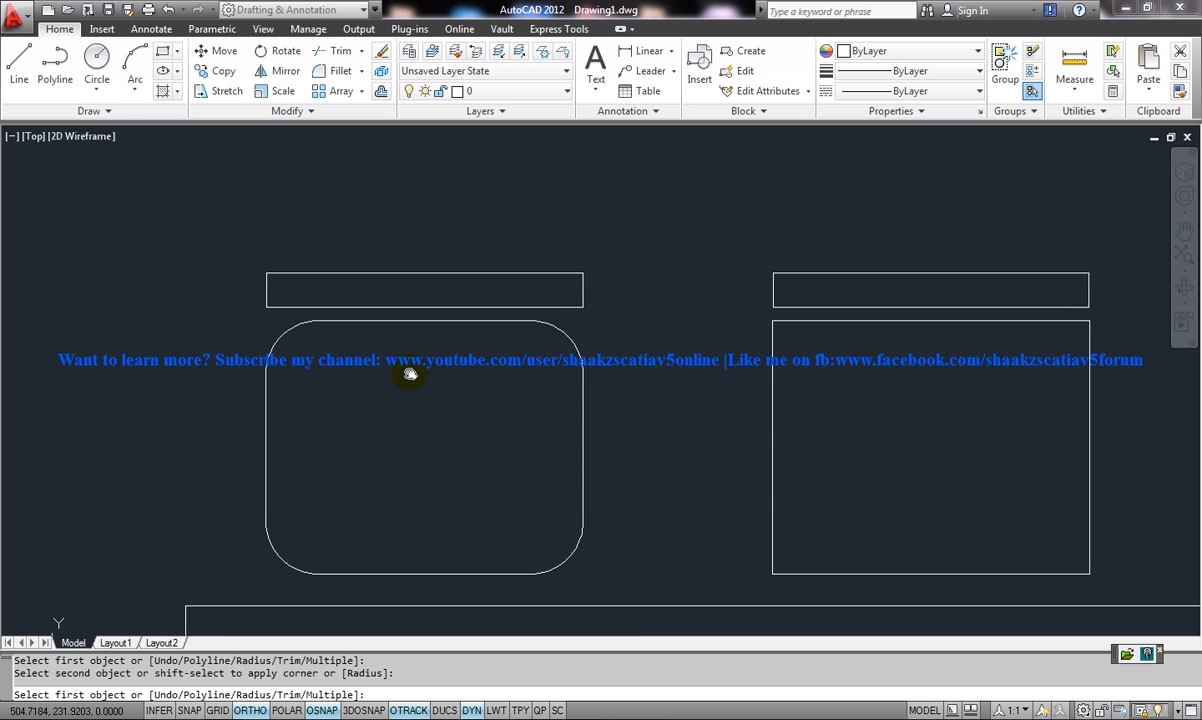 Drafting & Annotation
AutoCAD 2012 Drawing1.dwg
Type a keyword or phrase
Sign In
Home Insert Annotate Parametric View Manage Output Plug-ins Online Vault Express Tools
Line Polyline Circle Arc
Move Rotate Trim
Copy Mirror Fillet
Stretch Scale Array
Unsaved Layer State
0
Text
Linear
Leader
Table
Insert
Create
Edit
Edit Attributes
ByLayer
ByLayer
ByLayer
Group
Measure
Paste
Draw Modify Layers Annotation Block Properties Groups Utilities Clipboard
[−] [Top] [2D Wireframe]
Want to learn more? Subscribe my channel: www.youtube.com/user/shaakzscatiav5online |Like me on fb:www.facebook.com/shaakzscatiav5forum
Y
Model Layout1 Layout2
Select first object or [Undo/Polyline/Radius/Trim/Multiple]:
Select second object or shift-select to apply corner or [Radius]:
Select first object or [Undo/Polyline/Radius/Trim/Multiple]:
504.7184, 231.9203, 0.0000 INFER SNAP GRID ORTHO POLAR OSNAP 3DOSNAP OTRACK DUCS DYN LWT TPY QP SC MODEL 1:1